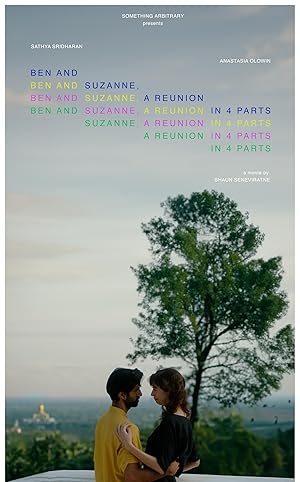 SOMETHING ARBITRARY
presents
SATHYA SRIDHARAN
ANASTASIA OLOWIN
BEN AND
BEN AND SUZANNE,
BEN AND SUZANNE, A REUNION
BEN AND SUZANNE, A REUNION IN 4 PARTS
SUZANNE, A REUNION IN 4 PARTS
A REUNION IN 4 PARTS
IN 4 PARTS
a movie by
SHAUN SENEVIRATNE